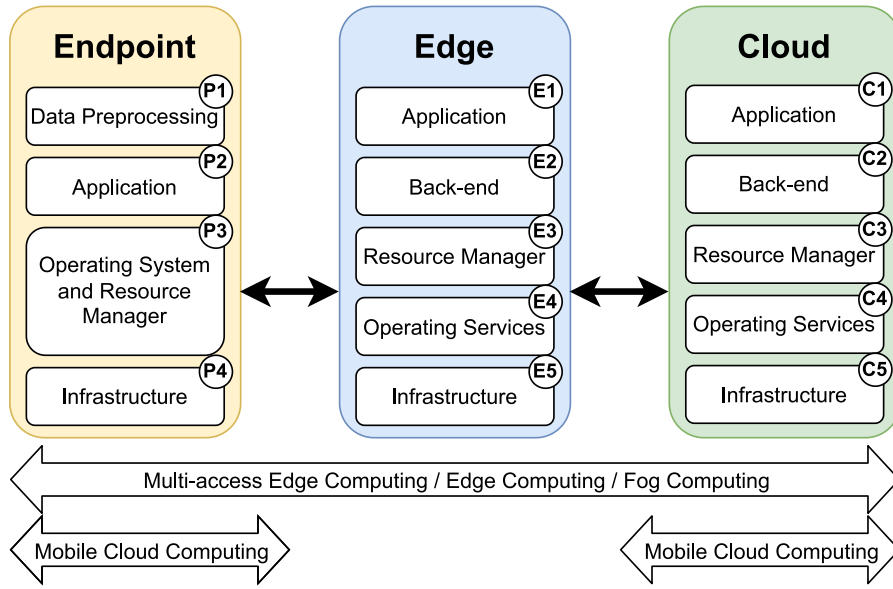 Endpoint
P1
Data Preprocessing
P2
Application
P3
Operating System
and Resource
Manager
P4
Infrastructure
Edge
E1
Application
E2
Back-end
E3
Resource Manager
E4
Operating Services
E5
Infrastructure
Cloud
C1
Application
C2
Back-end
C3
Resource Manager
C4
Operating Services
C5
Infrastructure
Multi-access Edge Computing / Edge Computing / Fog Computing
Mobile Cloud Computing
Mobile Cloud Computing